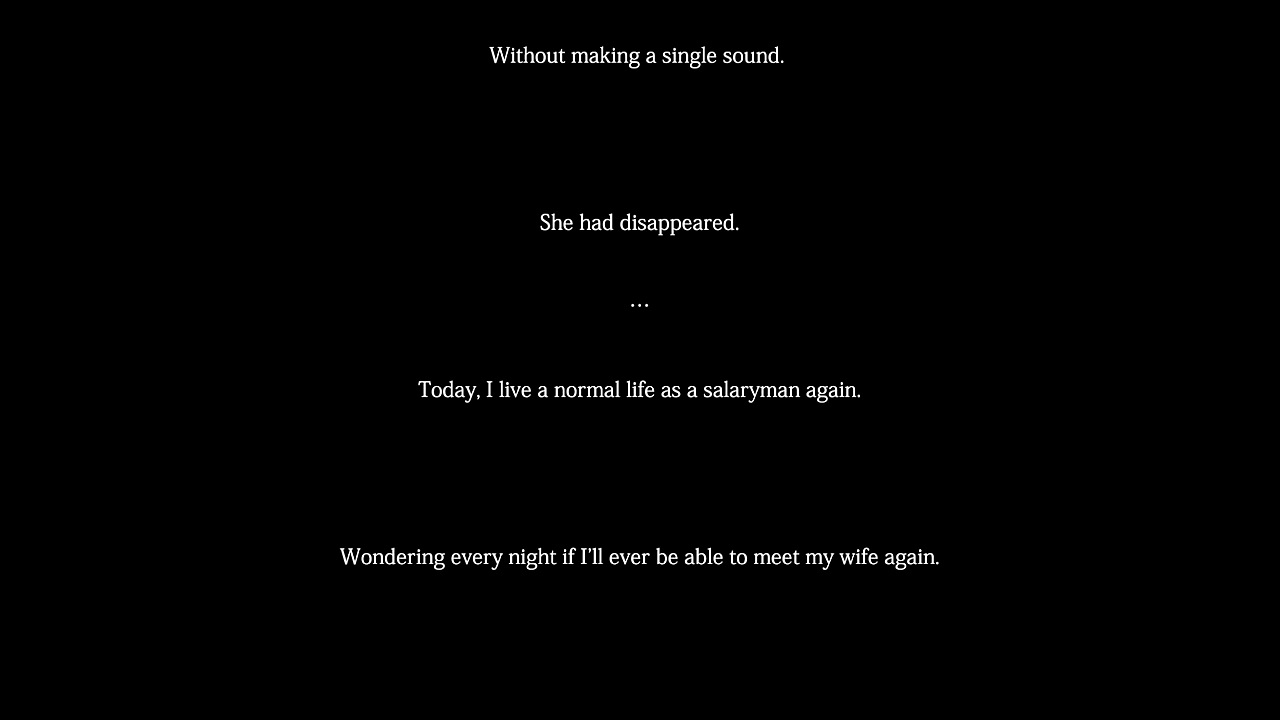 Without making a single sound.
She had disappeared.
...
Today, I live a normal life as a salaryman again.
Wondering every night if I'll ever be able to meet my wife again.